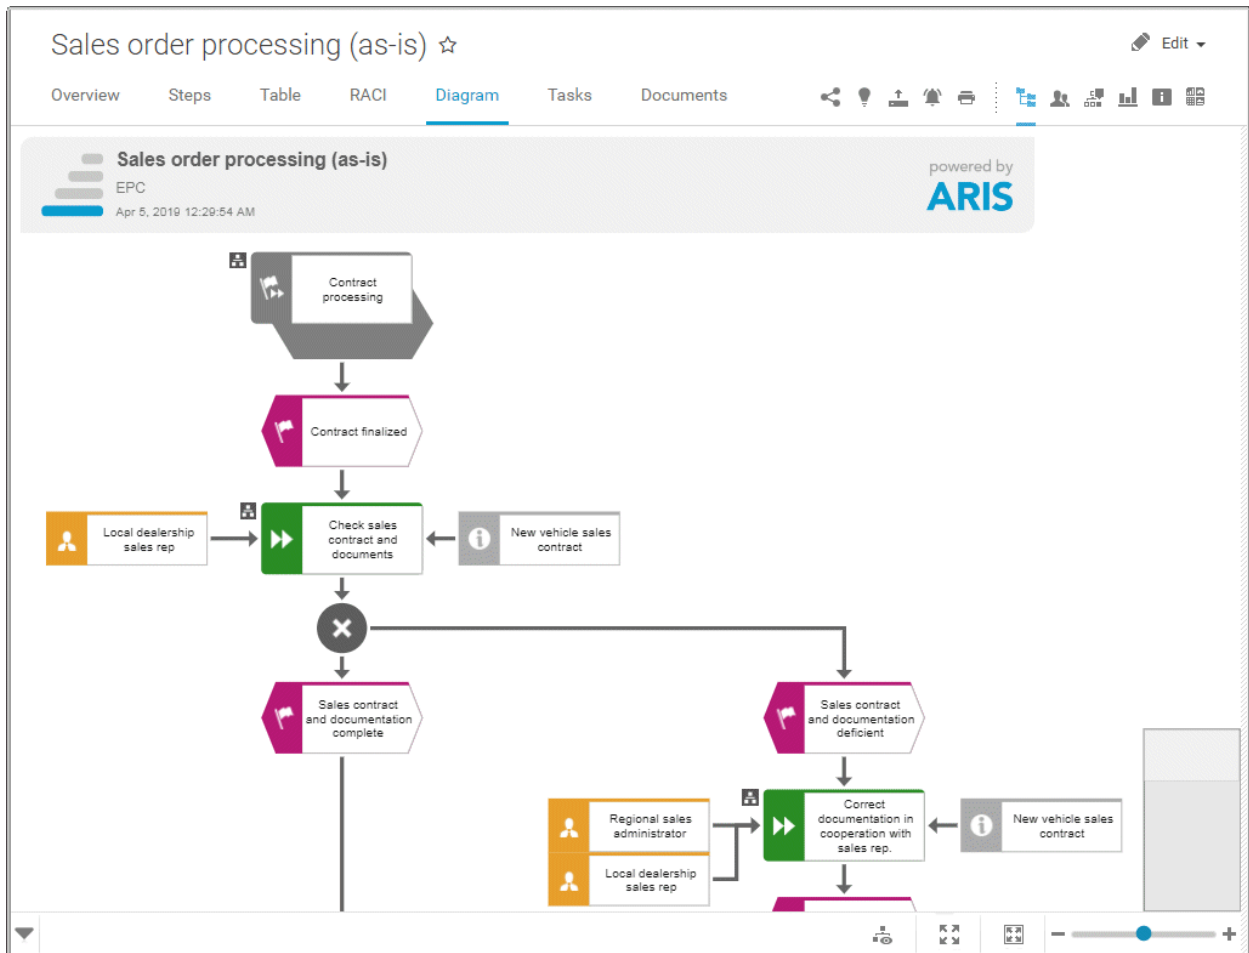 Sales order processing (as-is)
Edit
Overview Steps Table RACI Diagram Tasks Documents
Sales order processing (as-is)
EPC
Apr 5, 2019 12:29:54 AM
powered by
ARIS
Contract
processing
Contract finalized
Local dealership
sales rep
Check sales
contract and
documents
New vehicle sales
contract
Sales contract
and documentation
complete
Sales contract
and documentation
deficient
Regional sales
administrator
Local dealership
sales rep
Correct
documentation in
cooperation with
sales rep.
New vehicle sales
contract